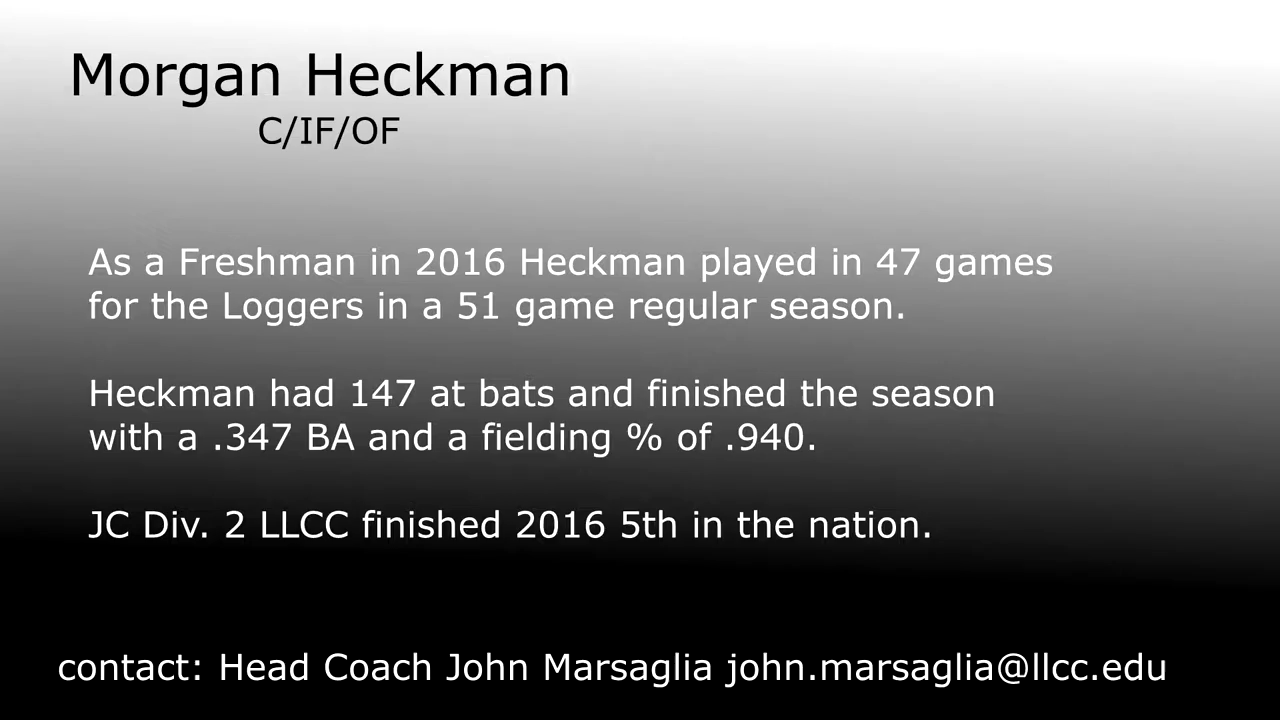 Morgan Heckman
C/IF/OF
As a Freshman in 2016 Heckman played in 47 games
for the Loggers in a 51 game regular season.
Heckman had 147 at bats and finished the season
with a .347 BA and a fielding % of .940.
JC Div. 2 LLCC finished 2016 5th in the nation.
contact: Head Coach John Marsaglia john.marsaglia@llcc.edu